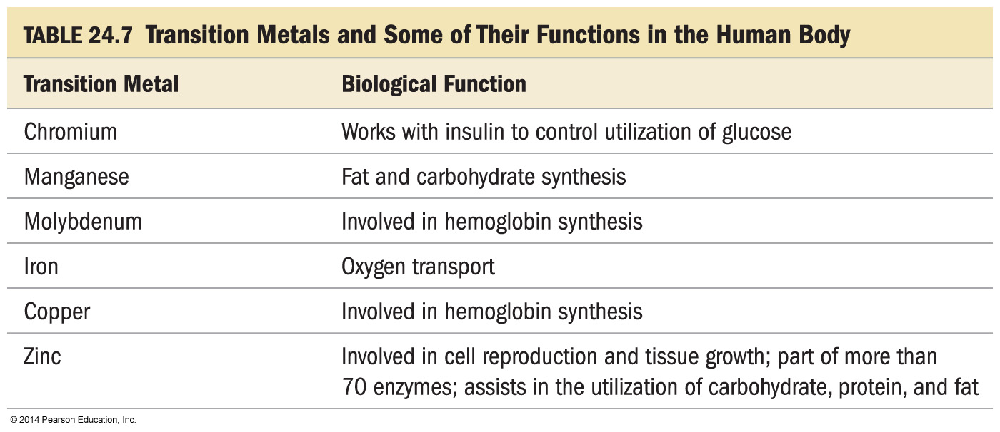 TABLE 24.7 Transition Metals and Some of Their Functions in the Human Body
Transition Metal Biological Function
Chromium Works with insulin to control utilization of glucose
Manganese Fat and carbohydrate synthesis
Molybdenum Involved in hemoglobin synthesis
Iron Oxygen transport
Copper Involved in hemoglobin synthesis
Zinc Involved in cell reproduction and tissue growth; part of more than
70 enzymes; assists in the utilization of carbohydrate, protein, and fat
© 2014 Pearson Education, Inc.